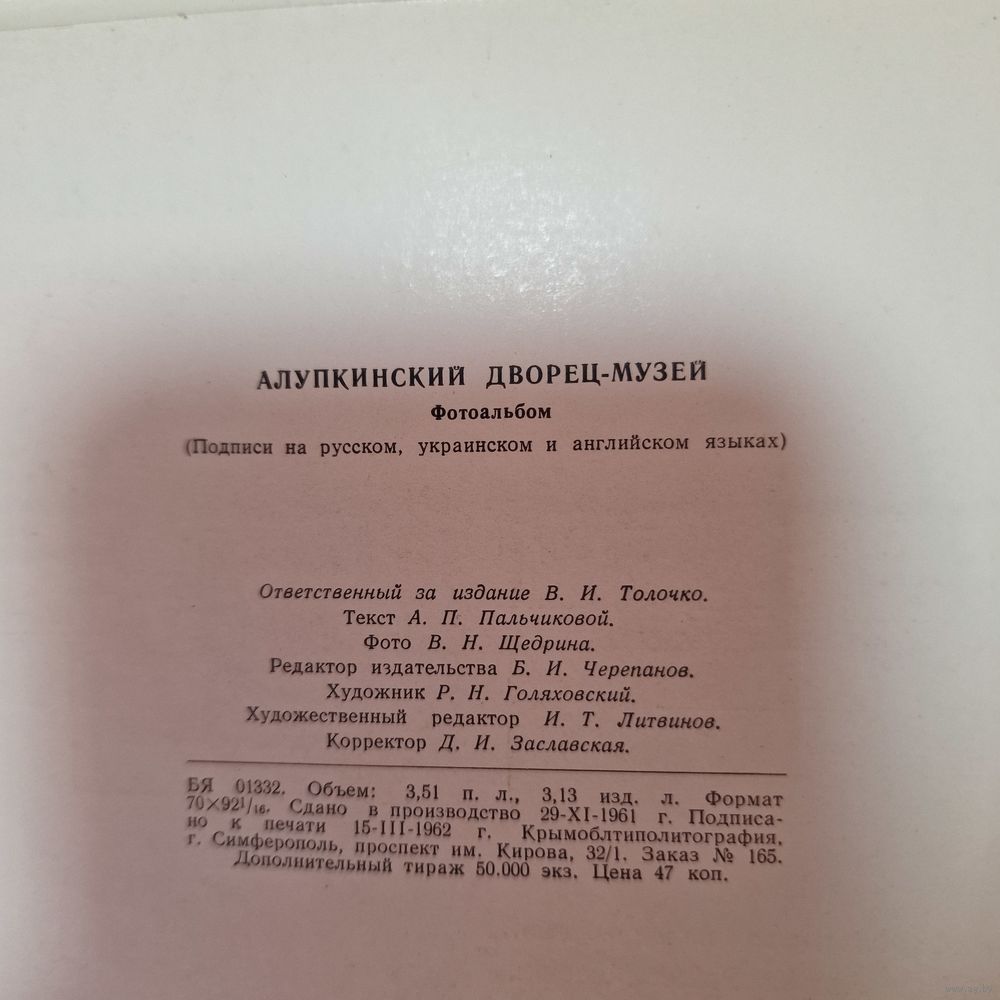 АЛУПКИНСКИЙ ДВОРЕЦ-МУЗЕЙ
Фотоальбом
(Подписи на русском, украинском и английском языках)
Ответственный за издание В. И. Толочко.
Текст А. П. Пальчиковой.
Фото В. Н. Щедрина.
Редактор издательства Б. И. Черепанов.
Художник Р. Н. Голяховский.
Художественный редактор И. Т. Литвинов.
Корректор Д. И. Заславская.
БЯ 01332. Объем: 3,51 п. л., 3,13 изд. л. Формат
70×92¹/₁₆. Сдано в производство 29-XI-1961 г. Подписа-
но к печати 15-III-1962 г. Крымоблтиполитография,
г. Симферополь, проспект им. Кирова, 32/1. Заказ № 165.
Дополнительный тираж 50.000 экз. Цена 47 коп.